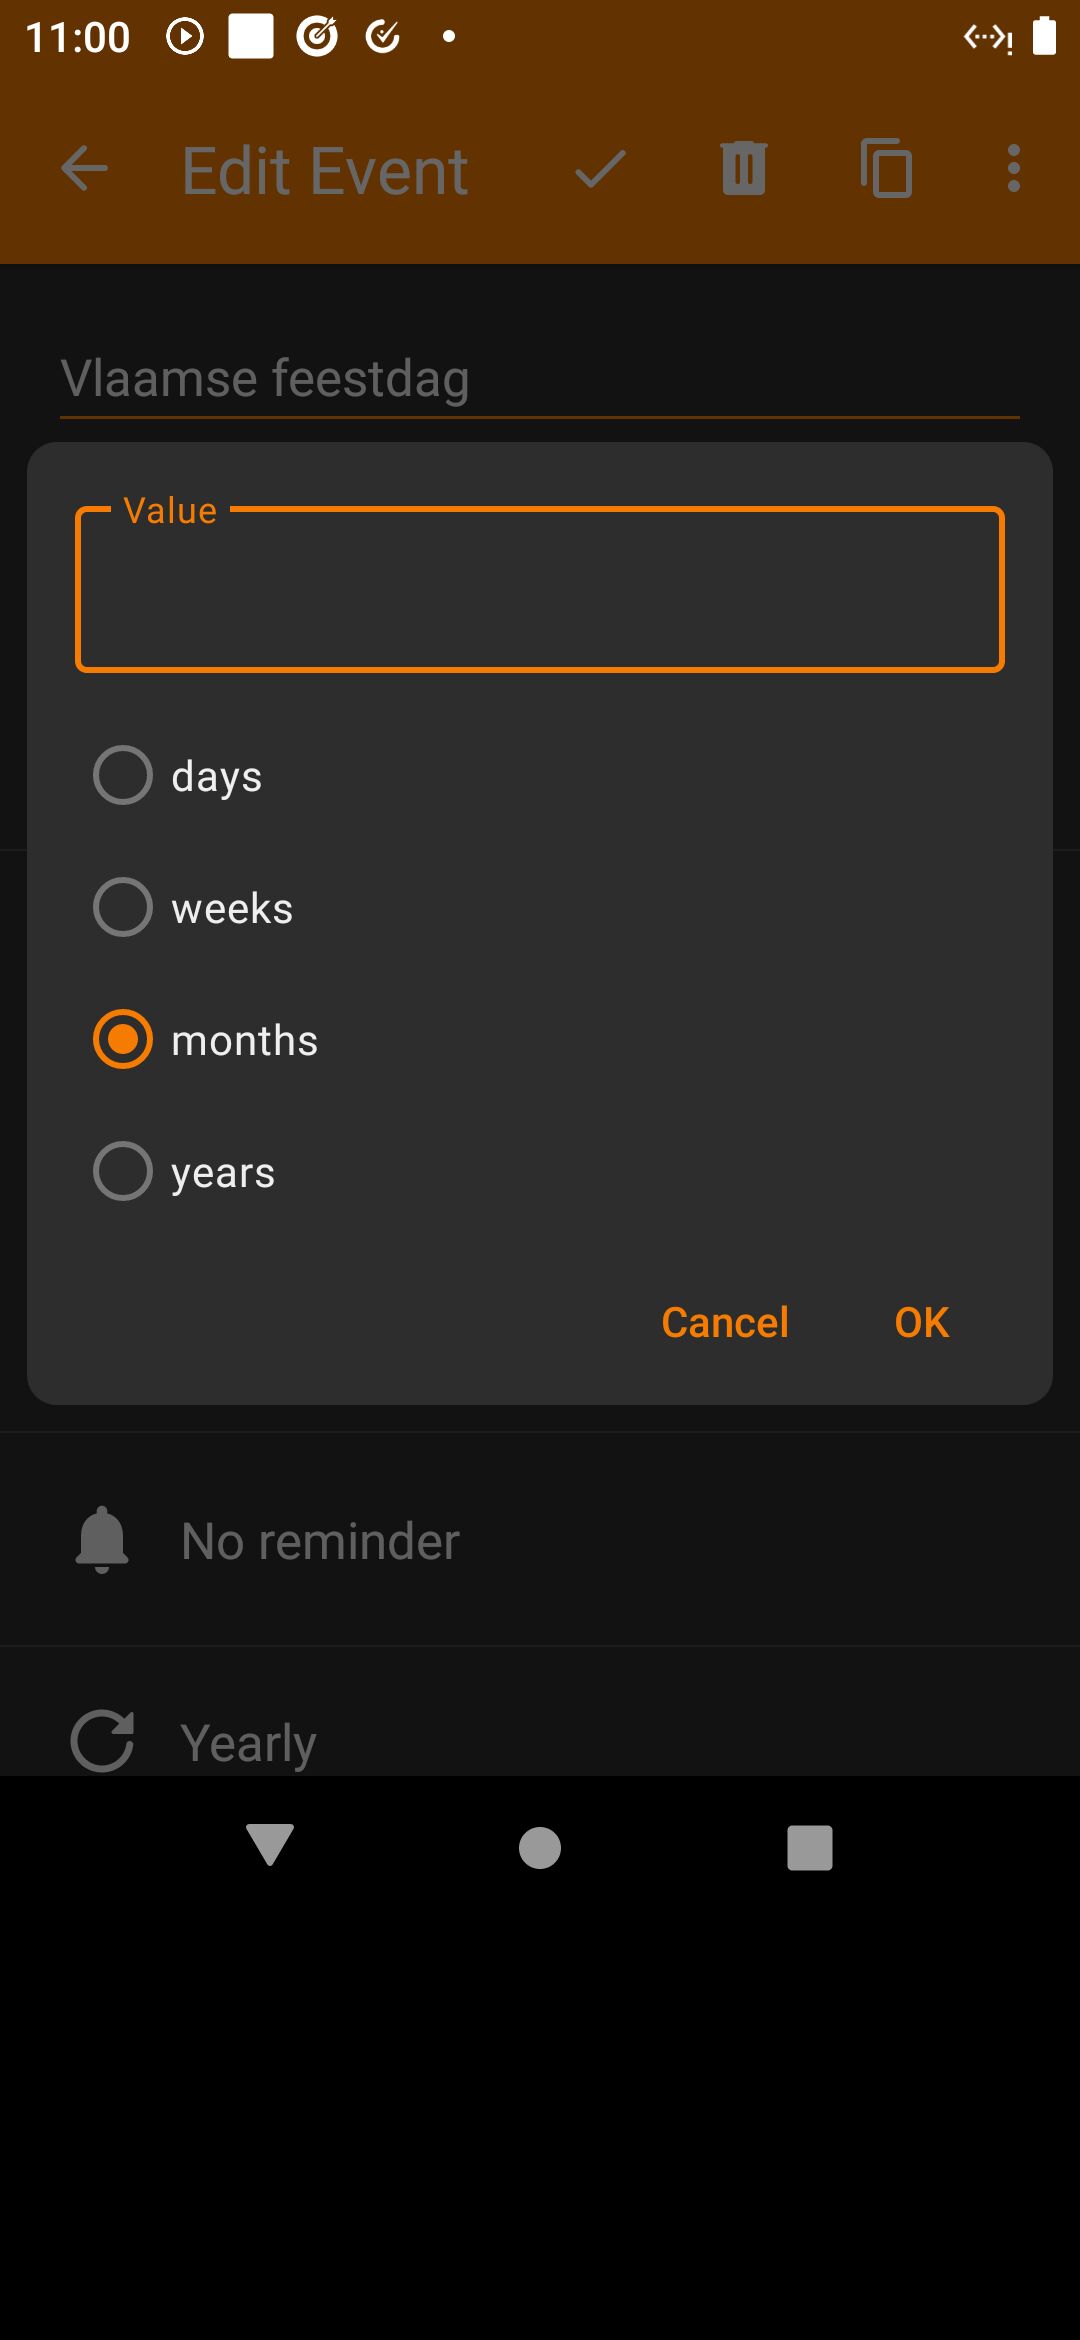 11:00
Edit Event
Vlaamse feestdag
Value
days
weeks
months
years
Cancel OK
No reminder
Yearly